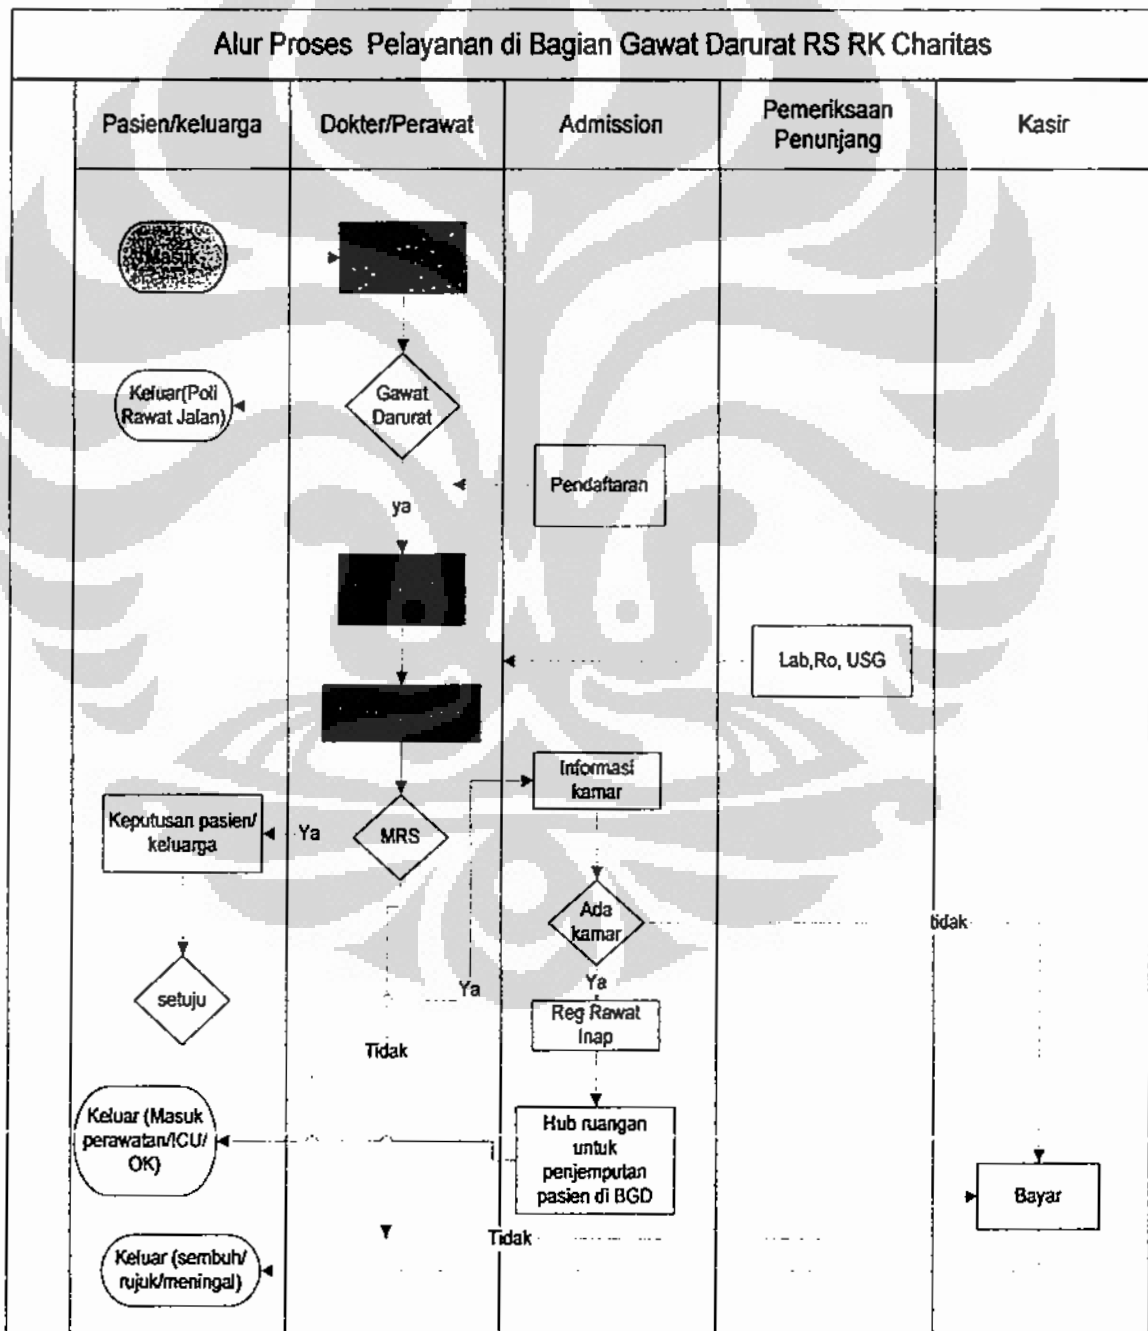 Alur Proses Pelayanan di Bagian Gawat Darurat RS RK Charitas
Pasien/keluarga
Dokter/Perawat
Admission
Pemeriksaan
Penunjang
Kasir
Masuk
Keluar(Poli
Rawat Jalan)
Gawat
Darurat
Pendaftaran
ya
Lab,Ro, USG
Informasi
kamar
Keputusan pasien/
keluarga
Ya
MRS
Ada
kamar
tidak
setuju
Ya
Ya
Reg Rawat
Inap
Tidak
Keluar (Masuk
perawatan/ICU/
OK)
Hub ruangan
untuk
penjemputan
pasien di BGD
Bayar
Tidak
Keluar (sembuh/
rujuk/meningal)